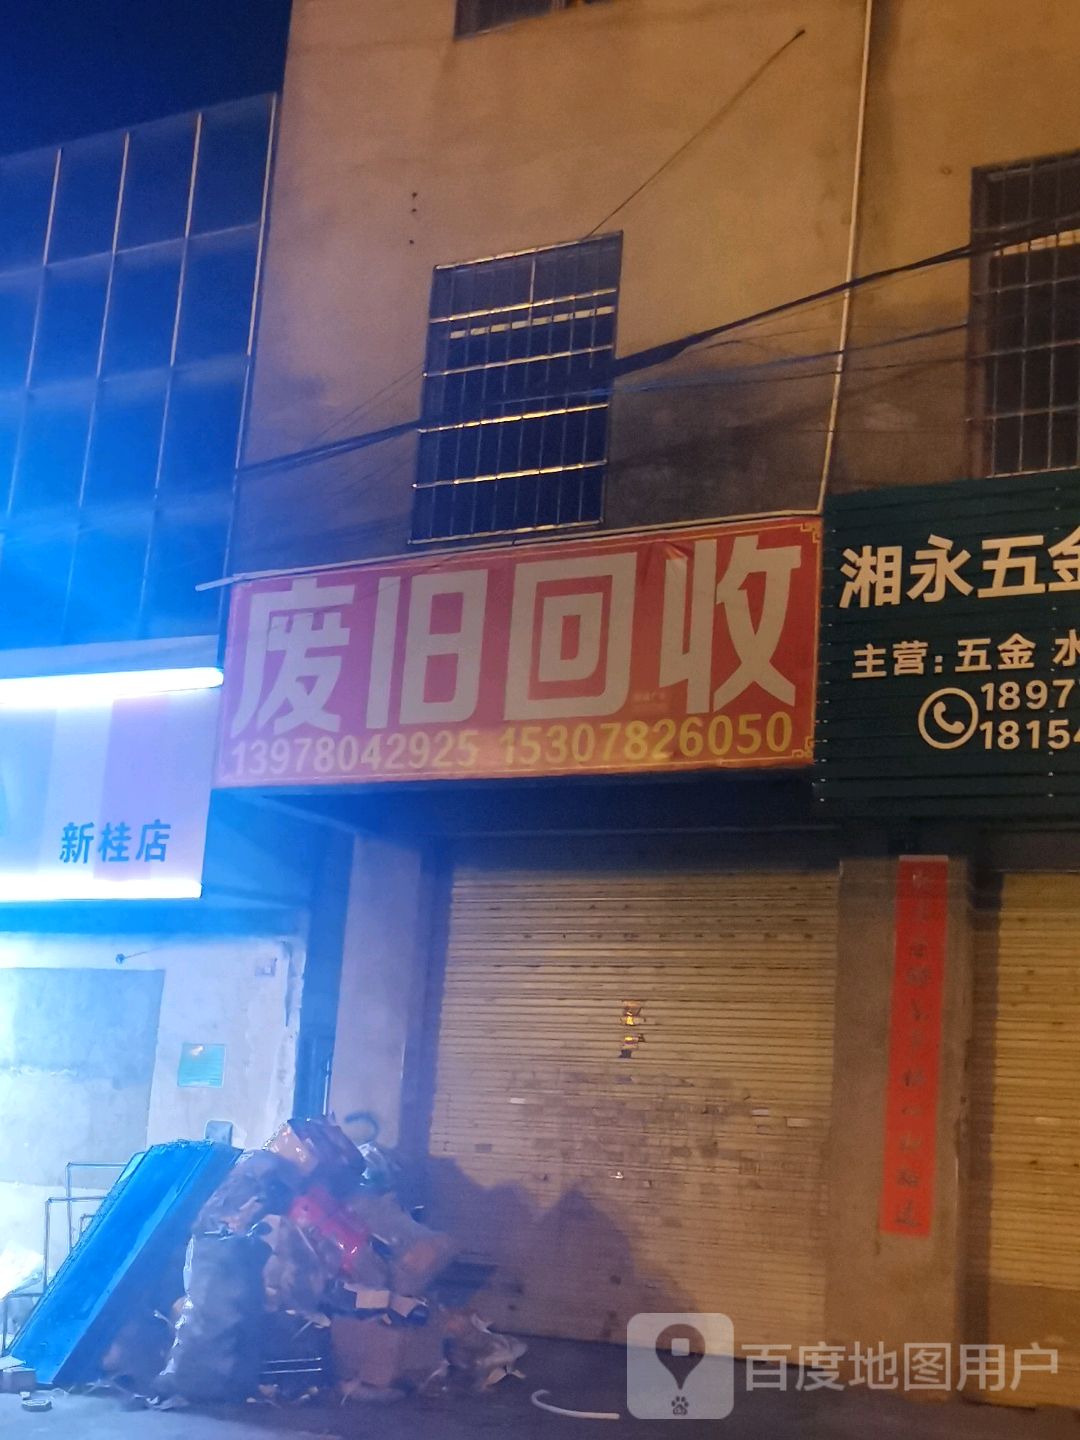 废旧回收
13978042925 15307826050
湘永五金
主营:五金 水
1897
18154
新桂店
百度地图用户